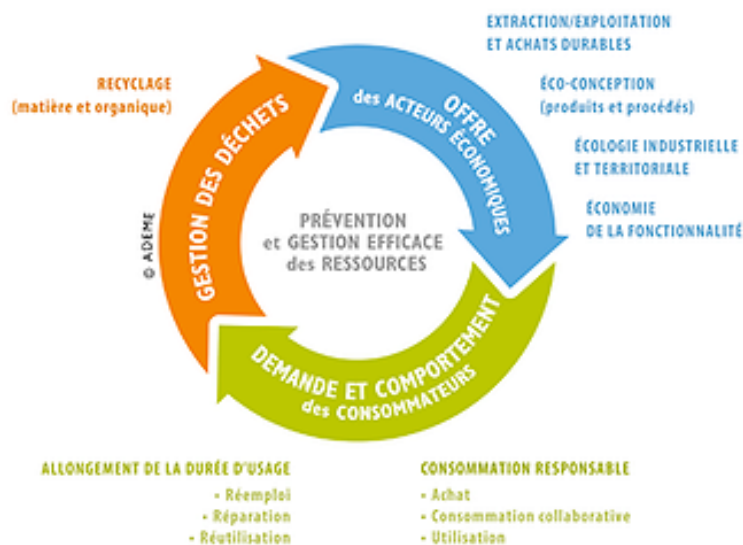 EXTRACTION/EXPLOITATION
ET ACHATS DURABLES
ÉCO-CONCEPTION
(produits et procédés)
ÉCOLOGIE INDUSTRIELLE
ET TERRITORIALE
ÉCONOMIE
DE LA FONCTIONNALITÉ
OFFRE
des ACTEURS ÉCONOMIQUES
RECYCLAGE
(matière et organique)
GESTION DES DÉCHETS
PRÉVENTION
et GESTION EFFICACE
des RESSOURCES
© ADEME
DEMANDE ET COMPORTEMENT
des CONSOMMATEURS
ALLONGEMENT DE LA DURÉE D'USAGE
- Réemploi
- Réparation
- Réutilisation
CONSOMMATION RESPONSABLE
- Achat
- Consommation collaborative
- Utilisation